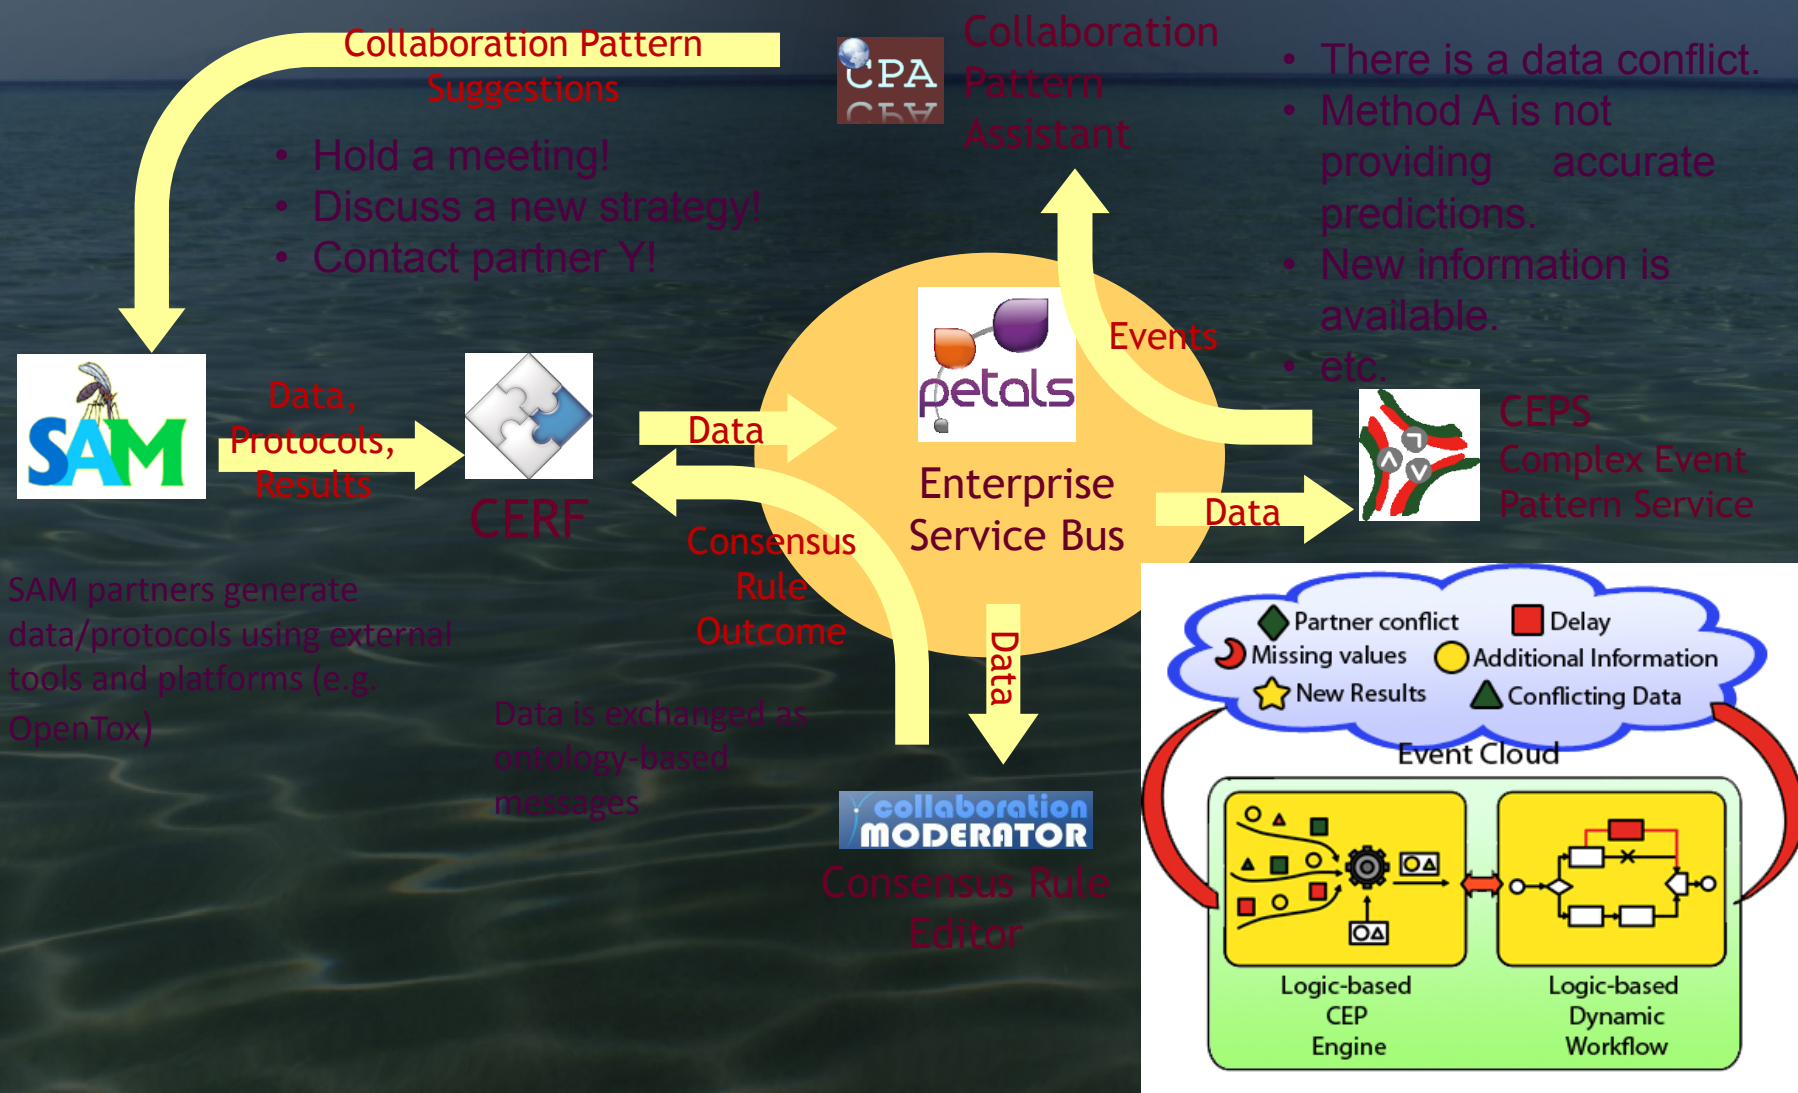 Collaboration Pattern
Suggestions
• Hold a meeting!
• Discuss a new strategy!
• Contact partner Y!
CPA
Collaboration
Pattern
Assistant
• There is a data conflict.
• Method A is not
providing accurate
predictions.
• New information is
available.
• etc.
Events
petals
Enterprise
Service Bus
SAM
Data,
Protocols,
Results
CERF
Data
Consensus
Rule
Outcome
Data
Data
CEPS
Complex Event
Pattern Service
SAM partners generate
data/protocols using external
tools and platforms (e.g.
OpenTox)
Data is exchanged as
ontology-based
messages
collaboration
MODERATOR
Consensus Rule
Editor
Partner conflict
Delay
Missing values
Additional Information
New Results
Conflicting Data
Event Cloud
Logic-based
CEP
Engine
Logic-based
Dynamic
Workflow